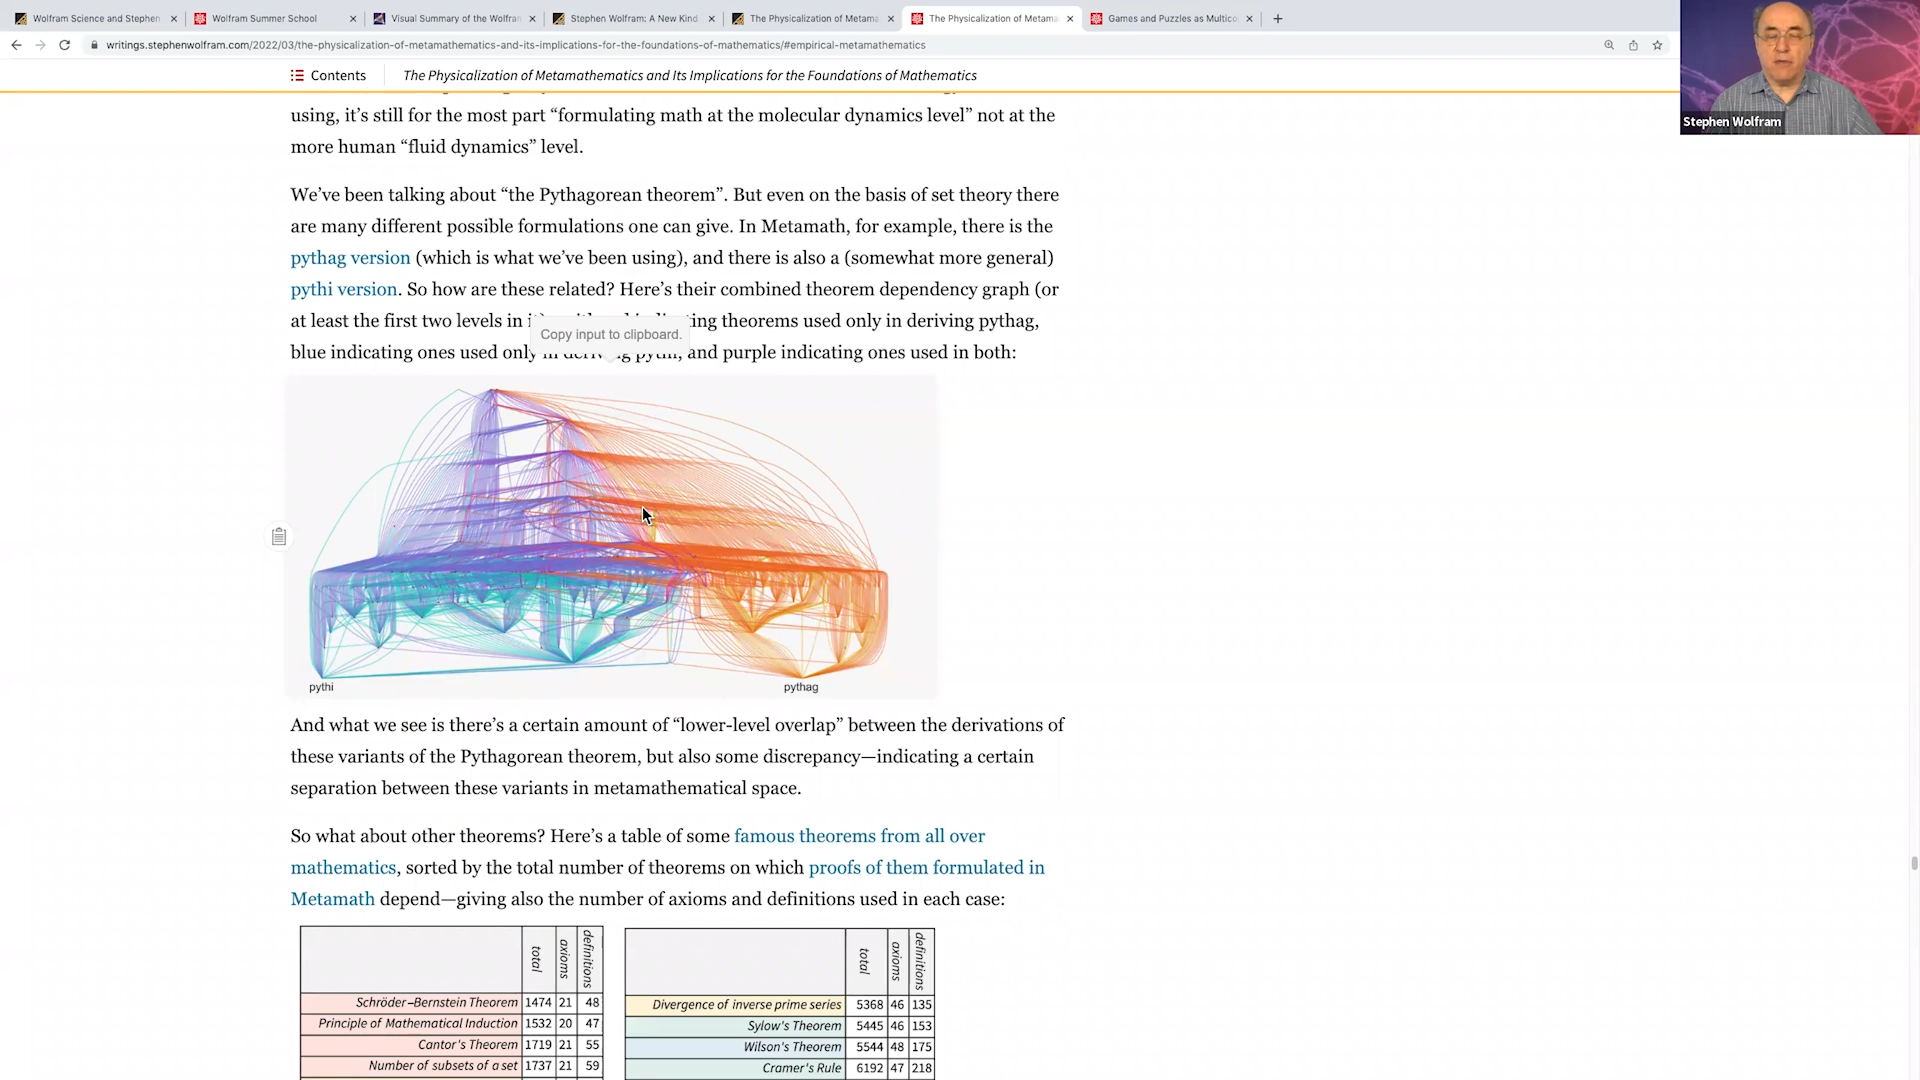 Wolfram Science and Stephen
Wolfram Summer School
Visual Summary of the Wolfran
Stephen Wolfram: A New Kind
The Physicalization of Metama
The Physicalization of Metama
Games and Puzzles as Multico
writings.stephenwolfram.com/2022/03/the-physicalization-of-metamathematics-and-its-implications-for-the-foundations-of-mathematics/#empirical-metamathematics
Stephen Wolfram
Contents
The Physicalization of Metamathematics and Its Implications for the Foundations of Mathematics
using, it's still for the most part “formulating math at the molecular dynamics level” not at the
more human “fluid dynamics” level.
We've been talking about “the Pythagorean theorem”. But even on the basis of set theory there
are many different possible formulations one can give. In Metamath, for example, there is the
pythag version (which is what we've been using), and there is also a (somewhat more general)
pythi version. So how are these related? Here's their combined theorem dependency graph (or
at least the first two levels in ting theorems used only in deriving pythag,
Copy input to clipboard.
blue indicating ones used only in deriving pythi, and purple indicating ones used in both:
pythi
pythag
And what we see is there's a certain amount of “lower-level overlap” between the derivations of
these variants of the Pythagorean theorem, but also some discrepancy—indicating a certain
separation between these variants in metamathematical space.
So what about other theorems? Here's a table of some famous theorems from all over
mathematics, sorted by the total number of theorems on which proofs of them formulated in
Metamath depend—giving also the number of axioms and definitions used in each case:
total axioms definitions
Schröder–Bernstein Theorem 1474 21 48
Principle of Mathematical Induction 1532 20 47
Cantor's Theorem 1719 21 55
Number of subsets of a set 1737 21 59
total axioms definitions
Divergence of inverse prime series 5368 46 135
Sylow's Theorem 5445 46 153
Wilson's Theorem 5544 48 175
Cramer's Rule 6192 47 218